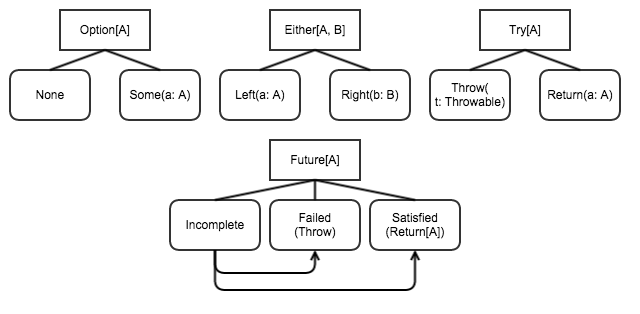 Option[A]
Either[A, B]
Try[A]
None
Some(a: A)
Left(a: A)
Right(b: B)
Throw(
t: Throwable)
Return(a: A)
Future[A]
Incomplete
Failed
(Throw)
Satisfied
(Return[A])